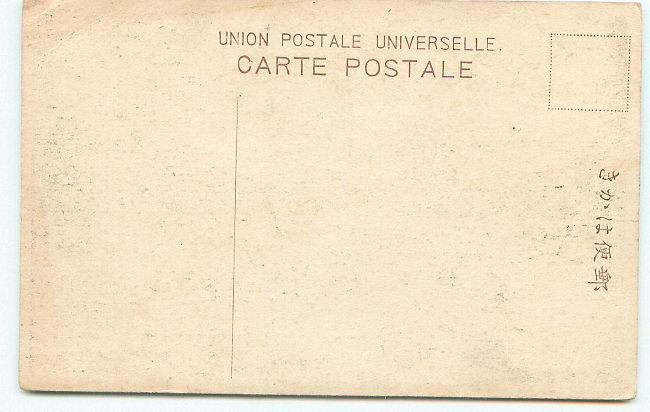 UNION POSTALE UNIVERSELLE.
CARTE POSTALE
郵便はかき